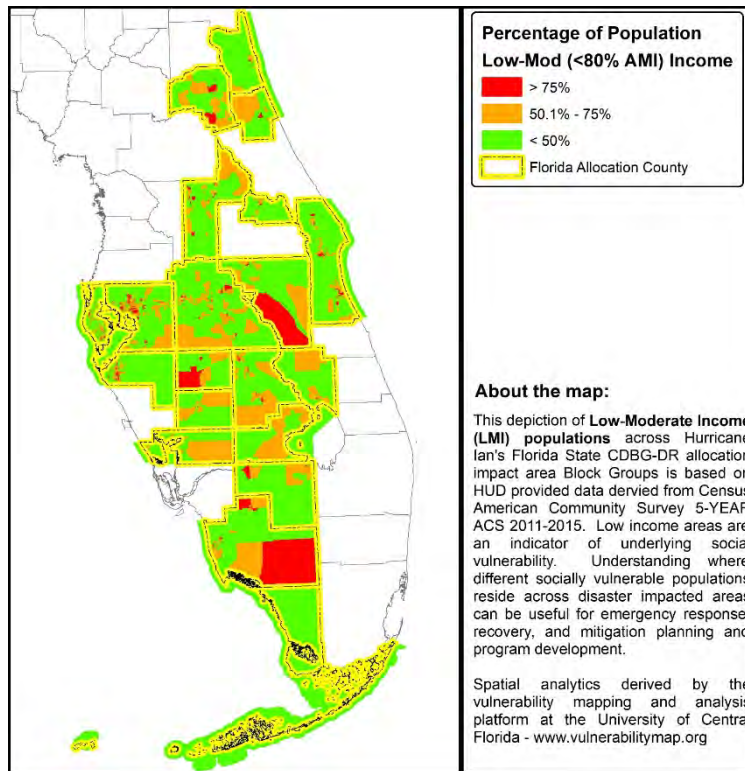 Percentage of Population
Low-Mod (<80% AMI) Income
> 75%
50.1% - 75%
< 50%
Florida Allocation County
About the map:
This depiction of Low-Moderate Income
(LMI) populations across Hurricane
Ian's Florida State CDBG-DR allocation
impact area Block Groups is based on
HUD provided data dervied from Census
American Community Survey 5-YEAR
ACS 2011-2015. Low income areas are
an indicator of underlying social
vulnerability. Understanding where
different socially vulnerable populations
reside across disaster impacted areas
can be useful for emergency response,
recovery, and mitigation planning and
program development.
Spatial analytics derived by the
vulnerability mapping and analysis
platform at the University of Central
Florida - www.vulnerabilitymap.org